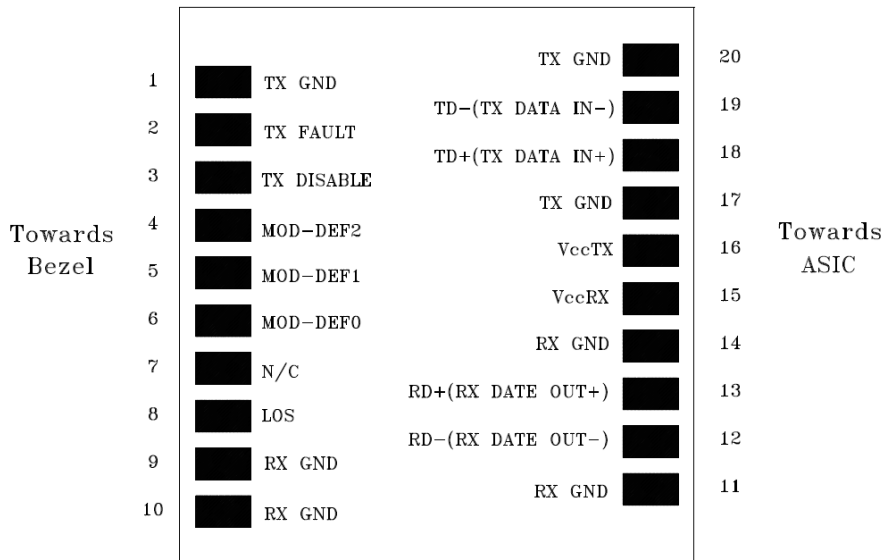 Towards
Bezel
1 TX GND
2 TX FAULT
3 TX DISABLE
4 MOD-DEF2
5 MOD-DEF1
6 MOD-DEF0
7 N/C
8 LOS
9 RX GND
10 RX GND
TX GND 20
TD-(TX DATA IN-) 19
TD+(TX DATA IN+) 18
TX GND 17
VccTX 16
VccRX 15
RX GND 14
RD+(RX DATE OUT+) 13
RD-(RX DATE OUT-) 12
RX GND 11
Towards
ASIC